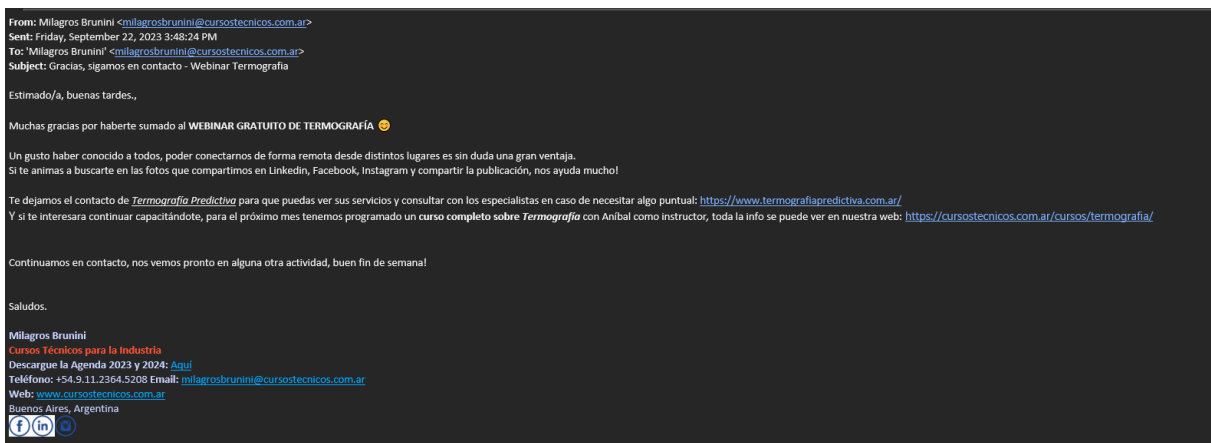 From: Milagros Brunini <milagrosbrunini@cursostecnicos.com.ar>
Sent: Friday, September 22, 2023 3:48:24 PM
To: 'Milagros Brunini' <milagrosbrunini@cursostecnicos.com.ar>
Subject: Gracias, sigamos en contacto - Webinar Termografia
Estimado/a, buenas tardes.,
Muchas gracias por haberte sumado al WEBINAR GRATUITO DE TERMOGRAFÍA 😊
Un gusto haber conocido a todos, poder conectarnos de forma remota desde distintos lugares es sin duda una gran ventaja.
Si te animas a buscarte en las fotos que compartimos en Linkedin, Facebook, Instagram y compartir la publicación, nos ayuda mucho!
Te dejamos el contacto de Termografía Predictiva para que puedas ver sus servicios y consultar con los especialistas en caso de necesitar algo puntual: https://www.termografiapredictiva.com.ar/
Y si te interesara continuar capacitándote, para el próximo mes tenemos programado un curso completo sobre Termografía con Aníbal como instructor, toda la info se puede ver en nuestra web: https://cursostecnicos.com.ar/cursos/termografia/
Continuamos en contacto, nos vemos pronto en alguna otra actividad, buen fin de semana!
Saludos.
Milagros Brunini
Cursos Técnicos para la Industria
Descargue la Agenda 2023 y 2024: Aquí
Teléfono: +54.9.11.2364.5208 Email: milagrosbrunini@cursostecnicos.com.ar
Web: www.cursostecnicos.com.ar
Buenos Aires, Argentina
f in